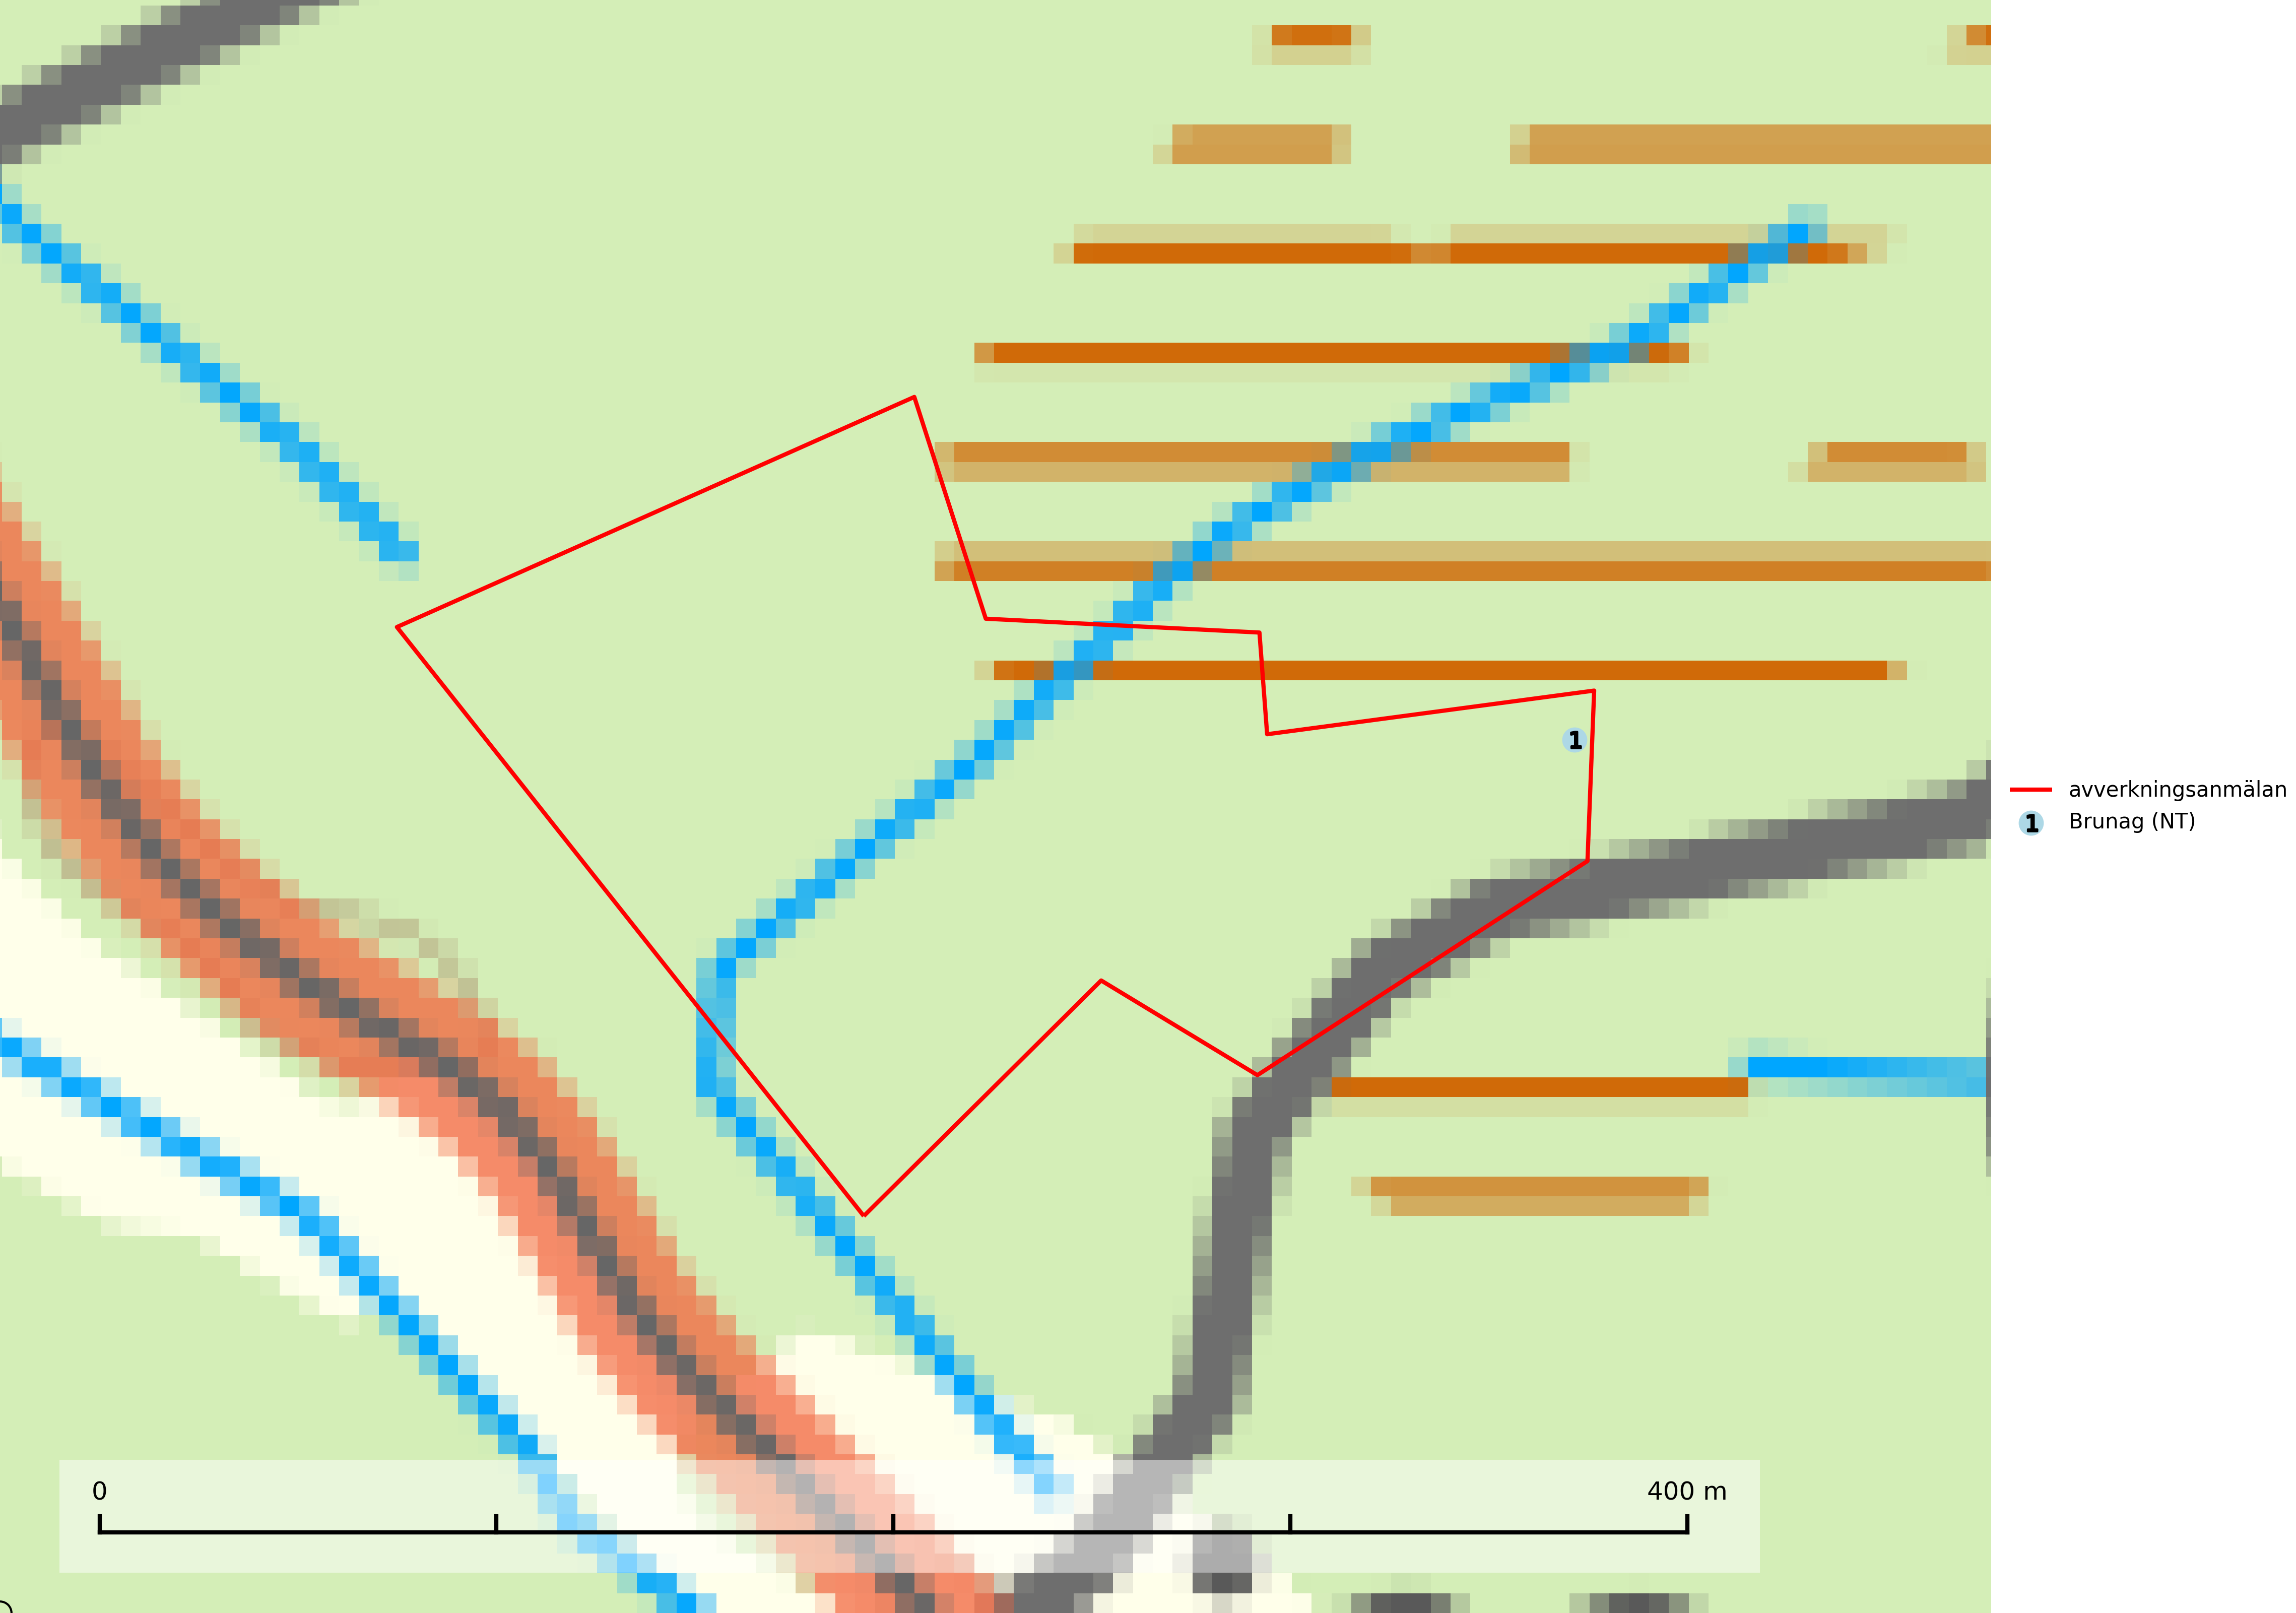 1
avverkningsanmälan
1 Brunag (NT)
0 400 m